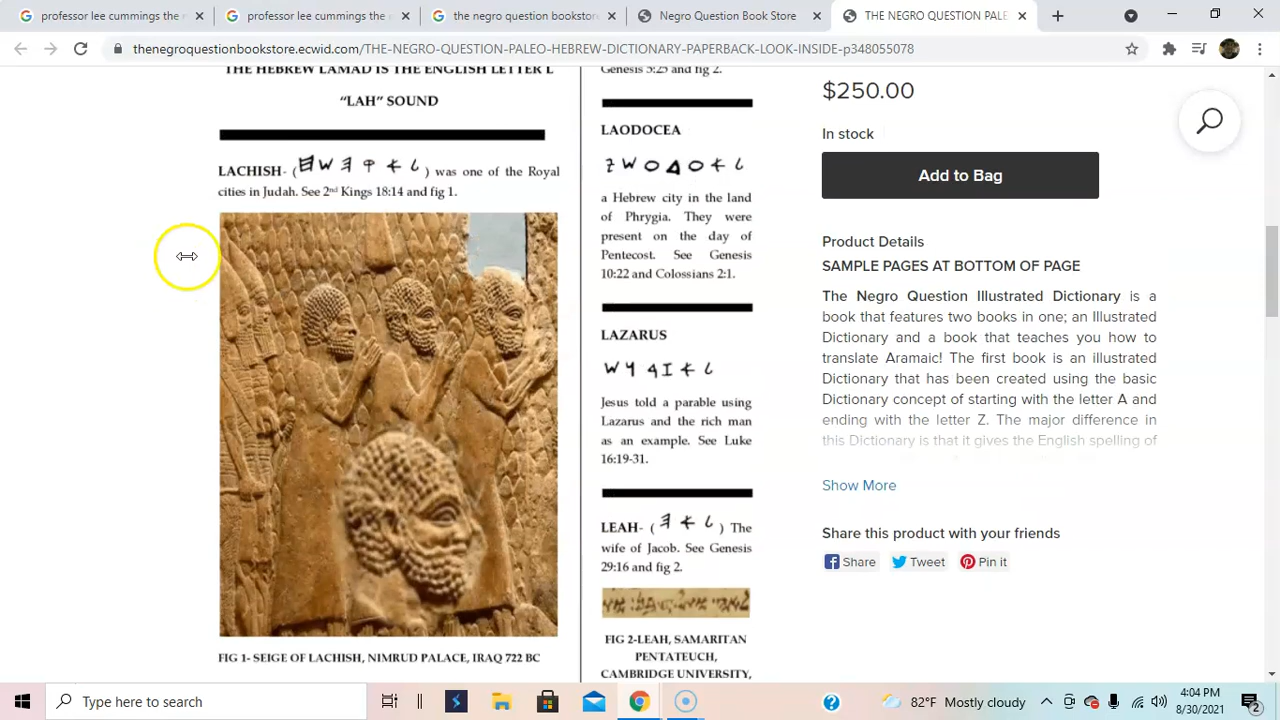 professor lee cummings the m
professor lee cummings the n
the negro question bookstore
Negro Question Book Store
THE NEGRO QUESTION PALE
thenegroquestionbookstore.ecwid.com/THE-NEGRO-QUESTION-PALEO-HEBREW-DICTIONARY-PAPERBACK-LOOK-INSIDE-p348055078
THE HEBREW LAMAD IS THE ENGLISH LETTER L
“LAH” SOUND
LACHISH- ( ) was one of the Royal
cities in Judah. See 2nd Kings 18:14 and fig 1.
FIG 1- SEIGE OF LACHISH, NIMRUD PALACE, IRAQ 722 BC
Genesis 5:25 and fig 2.
LAODOCEA
a Hebrew city in the land
of Phrygia. They were
present on the day of
Pentecost. See Genesis
10:22 and Colossians 2:1.
LAZARUS
Jesus told a parable using
Lazarus and the rich man
as an example. See Luke
16:19-31.
LEAH- ( ) The
wife of Jacob. See Genesis
29:16 and fig 2.
FIG 2-LEAH, SAMARITAN
PENTATEUCH,
CAMBRIDGE UNIVERSITY,
$250.00
In stock
Add to Bag
Product Details
SAMPLE PAGES AT BOTTOM OF PAGE
The Negro Question Illustrated Dictionary is a
book that features two books in one; an Illustrated
Dictionary and a book that teaches you how to
translate Aramaic! The first book is an illustrated
Dictionary that has been created using the basic
Dictionary concept of starting with the letter A and
ending with the letter Z. The major difference in
this Dictionary is that it gives the English spelling of
Show More
Share this product with your friends
Share Tweet Pin it
Type here to search
82°F Mostly cloudy
4:04 PM
8/30/2021
2